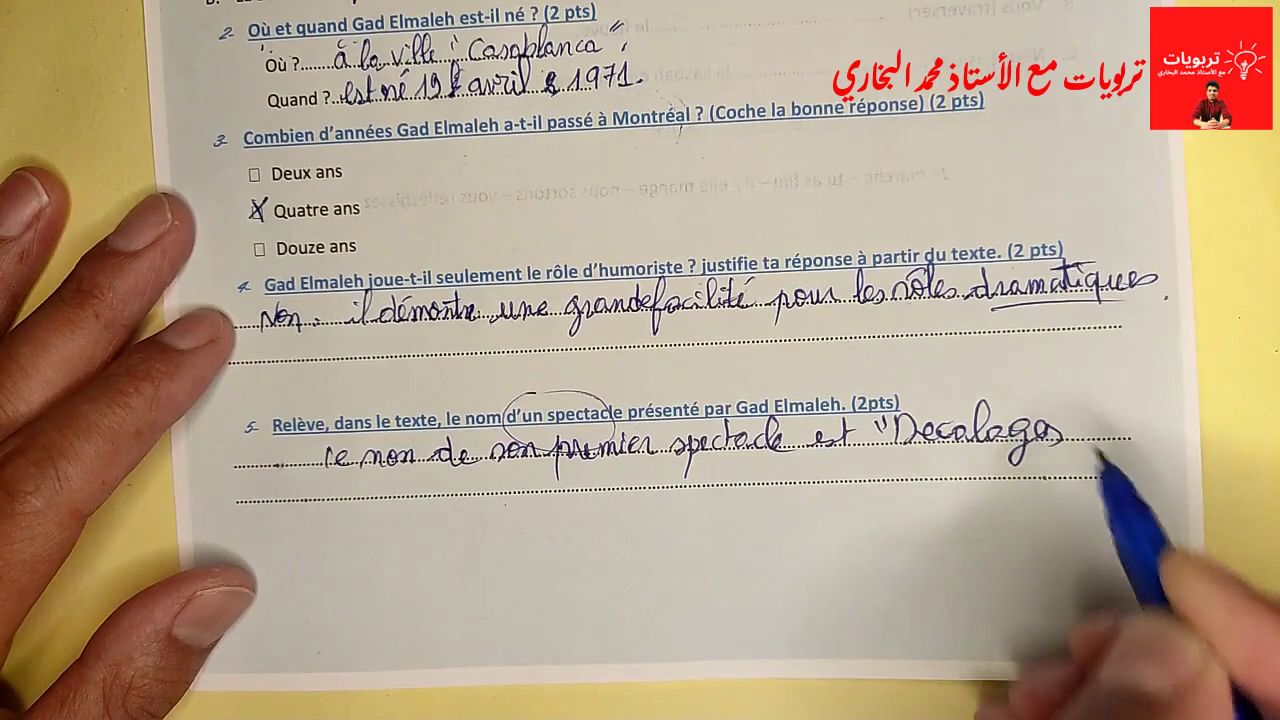 2. Où et quand Gad Elmaleh est-il né ? (2 pts)
Où ?......à la ville " Casablanca ".
Quand ?..est né 19 avril 1971.
3. Combien d'années Gad Elmaleh a-t-il passé à Montréal ? (Coche la bonne réponse) (2 pts)
☐ Deux ans
☒ Quatre ans
☐ Douze ans
4. Gad Elmaleh joue-t-il seulement le rôle d'humoriste ? justifie ta réponse à partir du texte. (2 pts)
Non. il démontre une grande facilité pour les rôles dramatiques.
5. Relève, dans le texte, le nom d'un spectacle présenté par Gad Elmaleh. (2pts)
le nom de son premier spectacle est "Decalages
تربويات مع الأستاذ محمد البخاري
تربويات
مع الأستاذ محمد البخاري